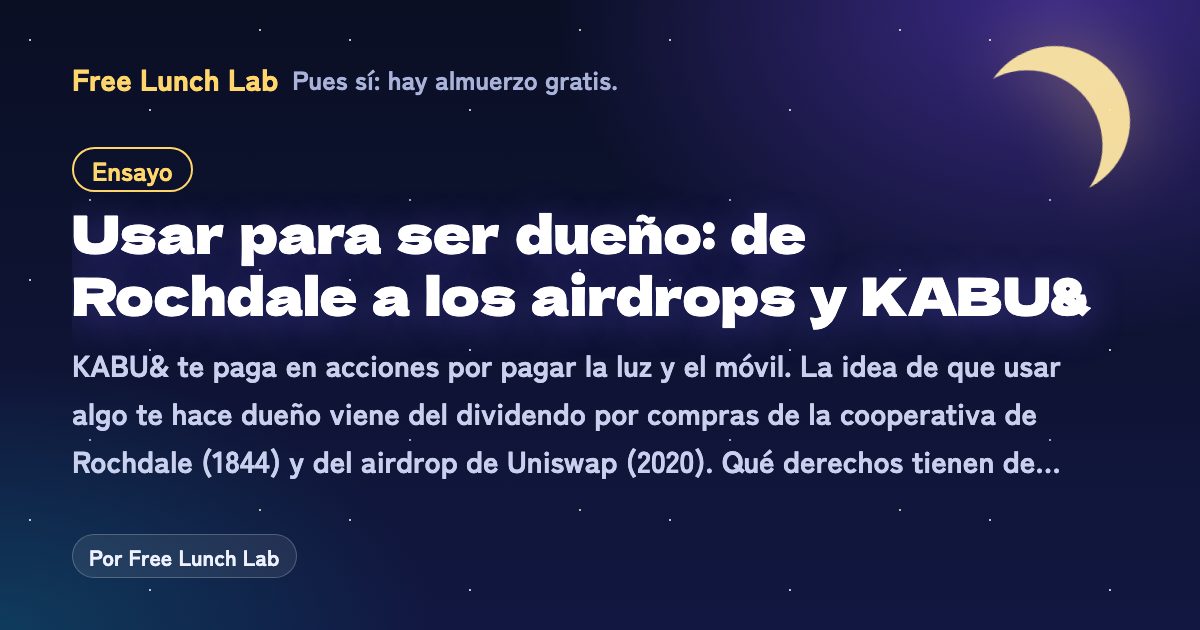 Free Lunch Lab Pues sí: hay almuerzo gratis.
Ensayo
Usar para ser dueño: de
Rochdale a los airdrops y KABU&
KABU& te paga en acciones por pagar la luz y el móvil. La idea de que usar
algo te hace dueño viene del dividendo por compras de la cooperativa de
Rochdale (1844) y del airdrop de Uniswap (2020). Qué derechos tienen de…
Por Free Lunch Lab